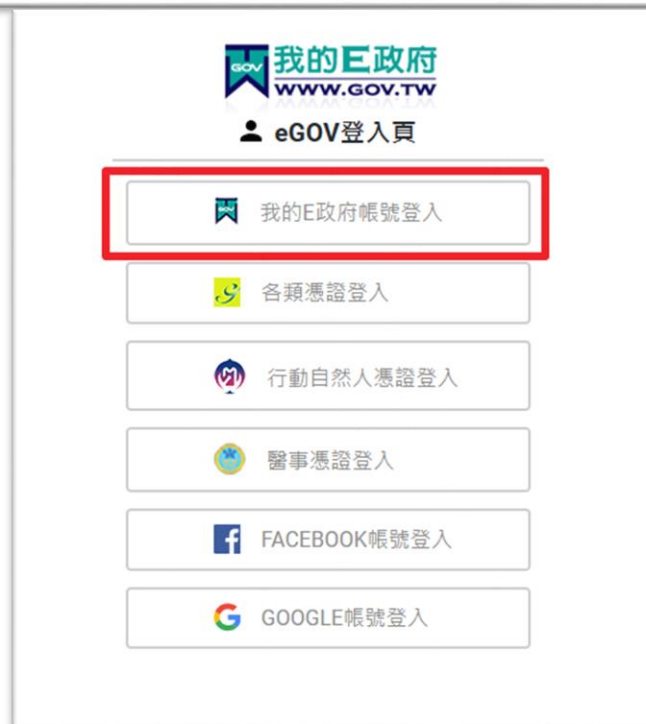 GOV 我的E政府
WWW.GOV.TW
eGOV登入頁
我的E政府帳號登入
各類憑證登入
行動自然人憑證登入
醫事憑證登入
FACEBOOK帳號登入
GOOGLE帳號登入